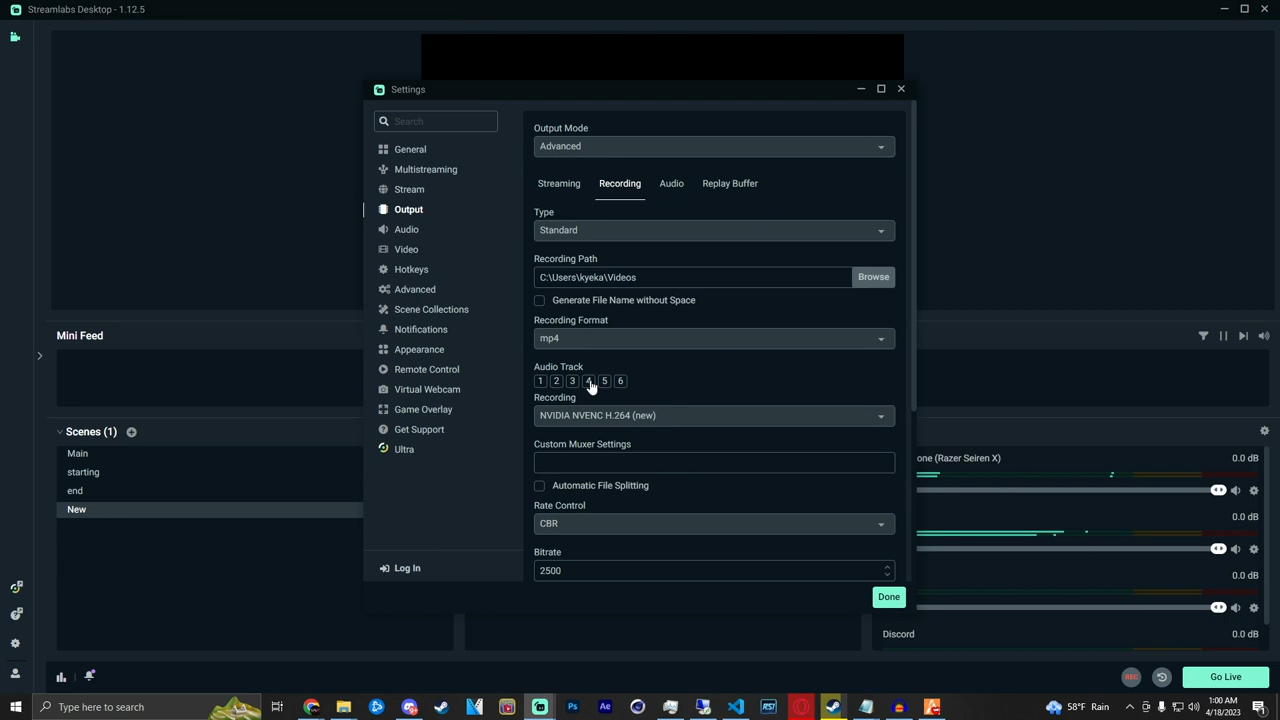 Streamlabs Desktop - 1.12.5
Settings
Search
General
Multistreaming
Stream
Output
Audio
Video
Hotkeys
Advanced
Scene Collections
Notifications
Appearance
Remote Control
Virtual Webcam
Game Overlay
Get Support
Ultra
Log In
Output Mode
Advanced
Streaming Recording Audio Replay Buffer
Type
Standard
Recording Path
C:\Users\kyeka\Videos Browse
Generate File Name without Space
Recording Format
mp4
Audio Track
1 2 3 4 5 6
Recording
NVIDIA NVENC H.264 (new)
Custom Muxer Settings
Automatic File Splitting
Rate Control
CBR
Bitrate
2500
Done
Mini Feed
Scenes (1)
Main
starting
end
New
one (Razer Seiren X) 0.0 dB
0.0 dB
0.0 dB
Discord 0.0 dB
REC Go Live
Type here to search
Ae
RSI
58°F Rain
1:00 AM
4/18/2023